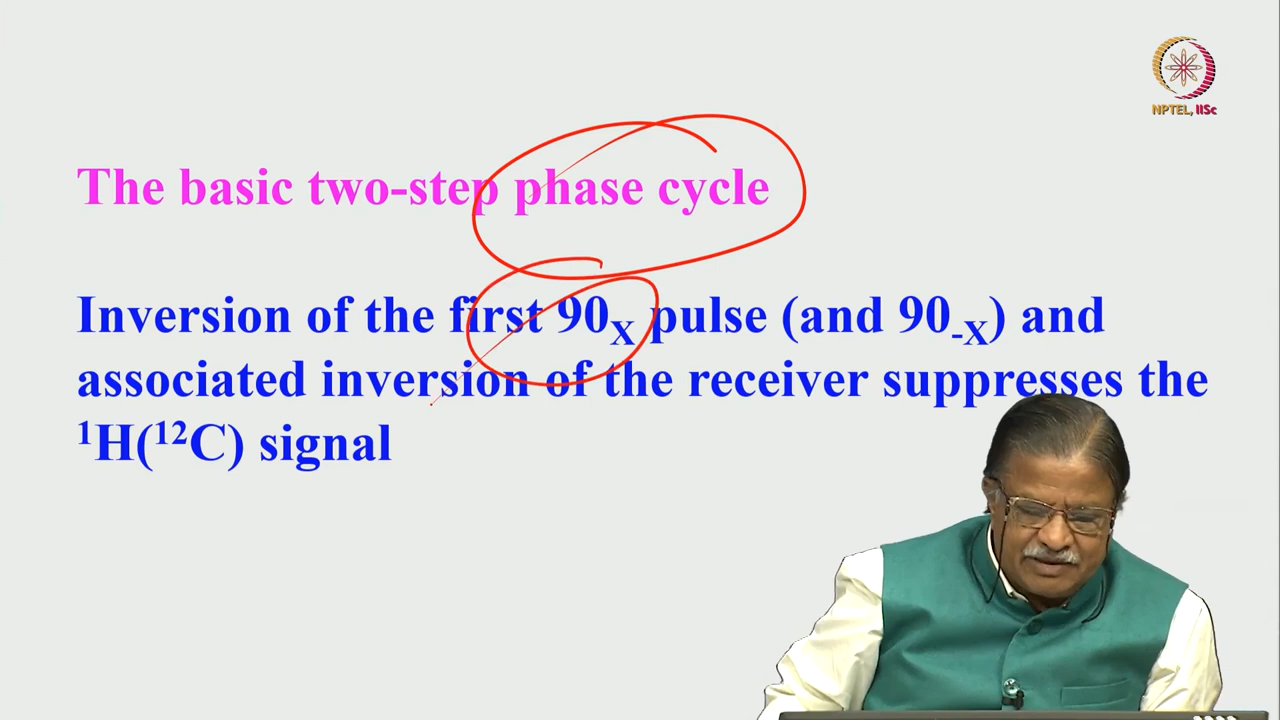 NPTEL, IISc
The basic two-step phase cycle
Inversion of the first 90X pulse (and 90-X) and
associated inversion of the receiver suppresses the
¹H(¹²C) signal